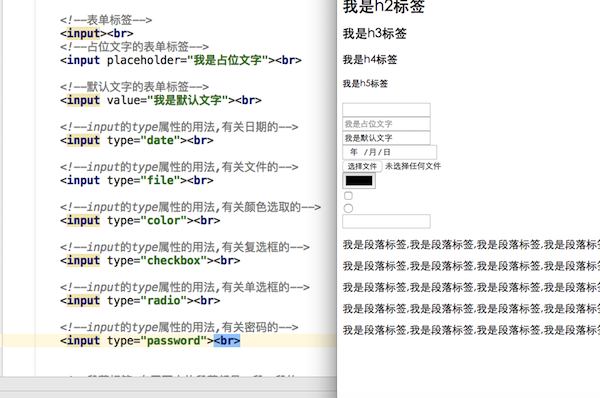 <!--表单标签-->
<input><br>
<!--占位文字的表单标签-->
<input placeholder="我是占位文字"><br>
<!--默认文字的表单标签-->
<input value="我是默认文字"><br>
<!--input的type属性的用法,有关日期的-->
<input type="date"><br>
<!--input的type属性的用法,有关文件的-->
<input type="file"><br>
<!--input的type属性的用法,有关颜色选取的-->
<input type="color"><br>
<!--input的type属性的用法,有关复选框的-->
<input type="checkbox"><br>
<!--input的type属性的用法,有关单选框的-->
<input type="radio"><br>
<!--input的type属性的用法,有关密码的-->
<input type="password"><br>
我是h2标签
我是h3标签
我是h4标签
我是h5标签
我是占位文字
我是默认文字
年 /月/日
选择文件 未选择任何文件
我是段落标签,我是段落标签,我是段落标签,我是段落标
我是段落标签,我是段落标签,我是段落标签,我是段落标
我是段落标签,我是段落标签,我是段落标签,我是段落标
我是段落标签,我是段落标签,我是段落标签,我是段落标
我是段落标签,我是段落标签,我是段落标签,我是段落标